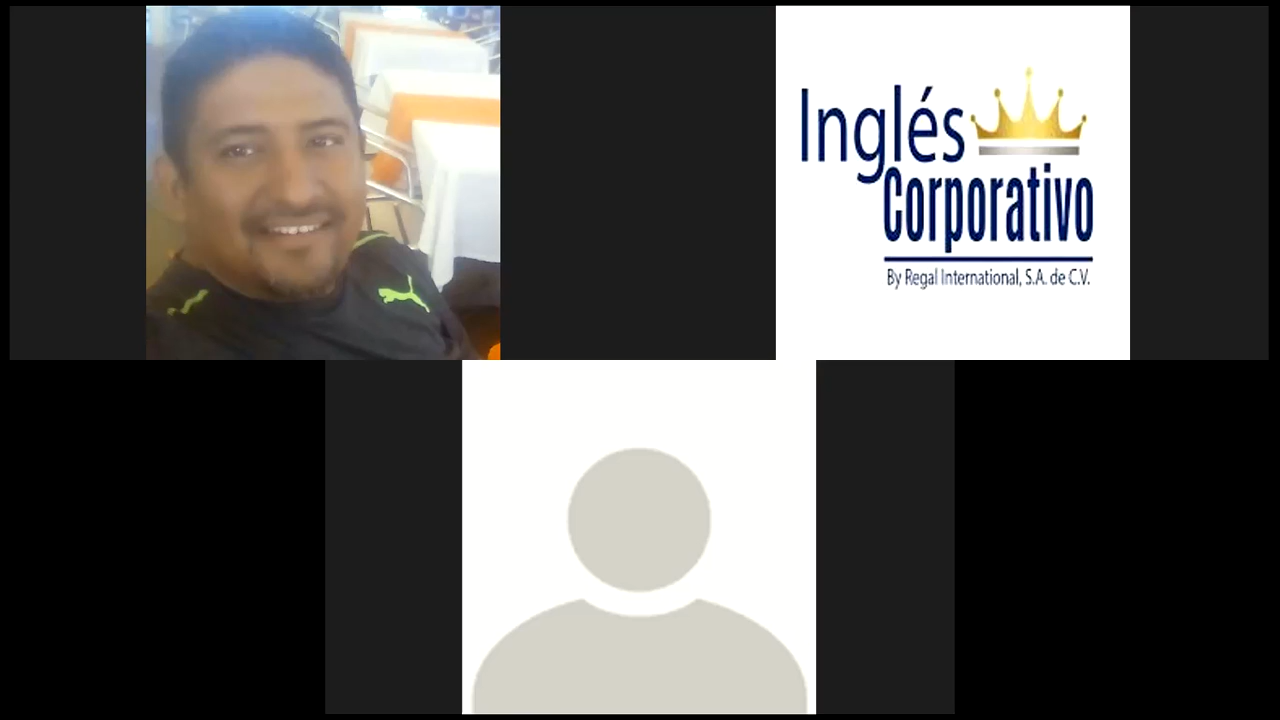 Inglés
Corporativo
By Regal International, S.A. de C.V.